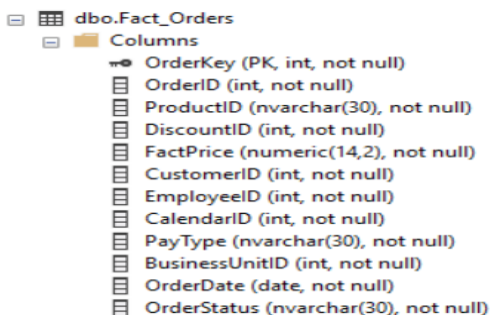 dbo.Fact_Orders
Columns
OrderKey (PK, int, not null)
OrderID (int, not null)
ProductID (nvarchar(30), not null)
DiscountID (int, not null)
FactPrice (numeric(14,2), not null)
CustomerID (int, not null)
EmployeeID (int, not null)
CalendarID (int, not null)
PayType (nvarchar(30), not null)
BusinessUnitID (int, not null)
OrderDate (date, not null)
OrderStatus (nvarchar(30), not null)